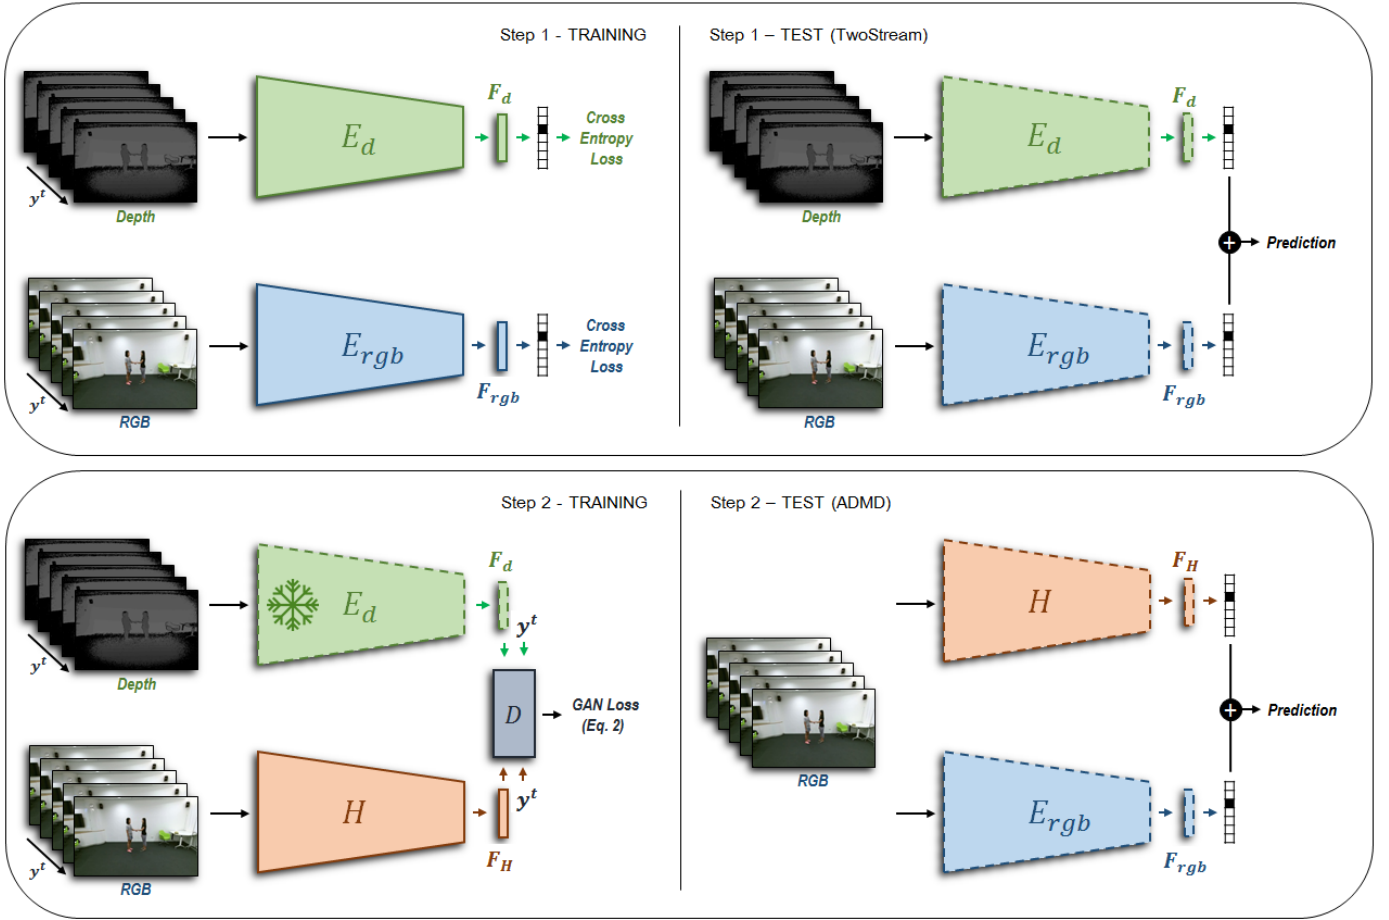 Step 1 - TRAINING
F_d
E_d
Cross
Entropy
Loss
y^t
Depth
E_rgb
Cross
Entropy
Loss
F_rgb
y^t
RGB
Step 1 – TEST (TwoStream)
F_d
E_d
Depth
+
Prediction
E_rgb
F_rgb
RGB
Step 2 - TRAINING
F_d
E_d
y^t
y^t
Depth
D
GAN Loss
(Eq. 2)
H
y^t
F_H
y^t
RGB
Step 2 – TEST (ADMD)
F_H
H
+
Prediction
RGB
E_rgb
F_rgb